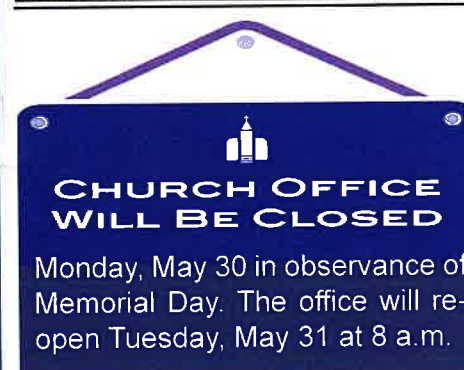 CHURCH OFFICE
WILL BE CLOSED
Monday, May 30 in observance of
Memorial Day. The office will re-
open Tuesday, May 31 at 8 a.m.